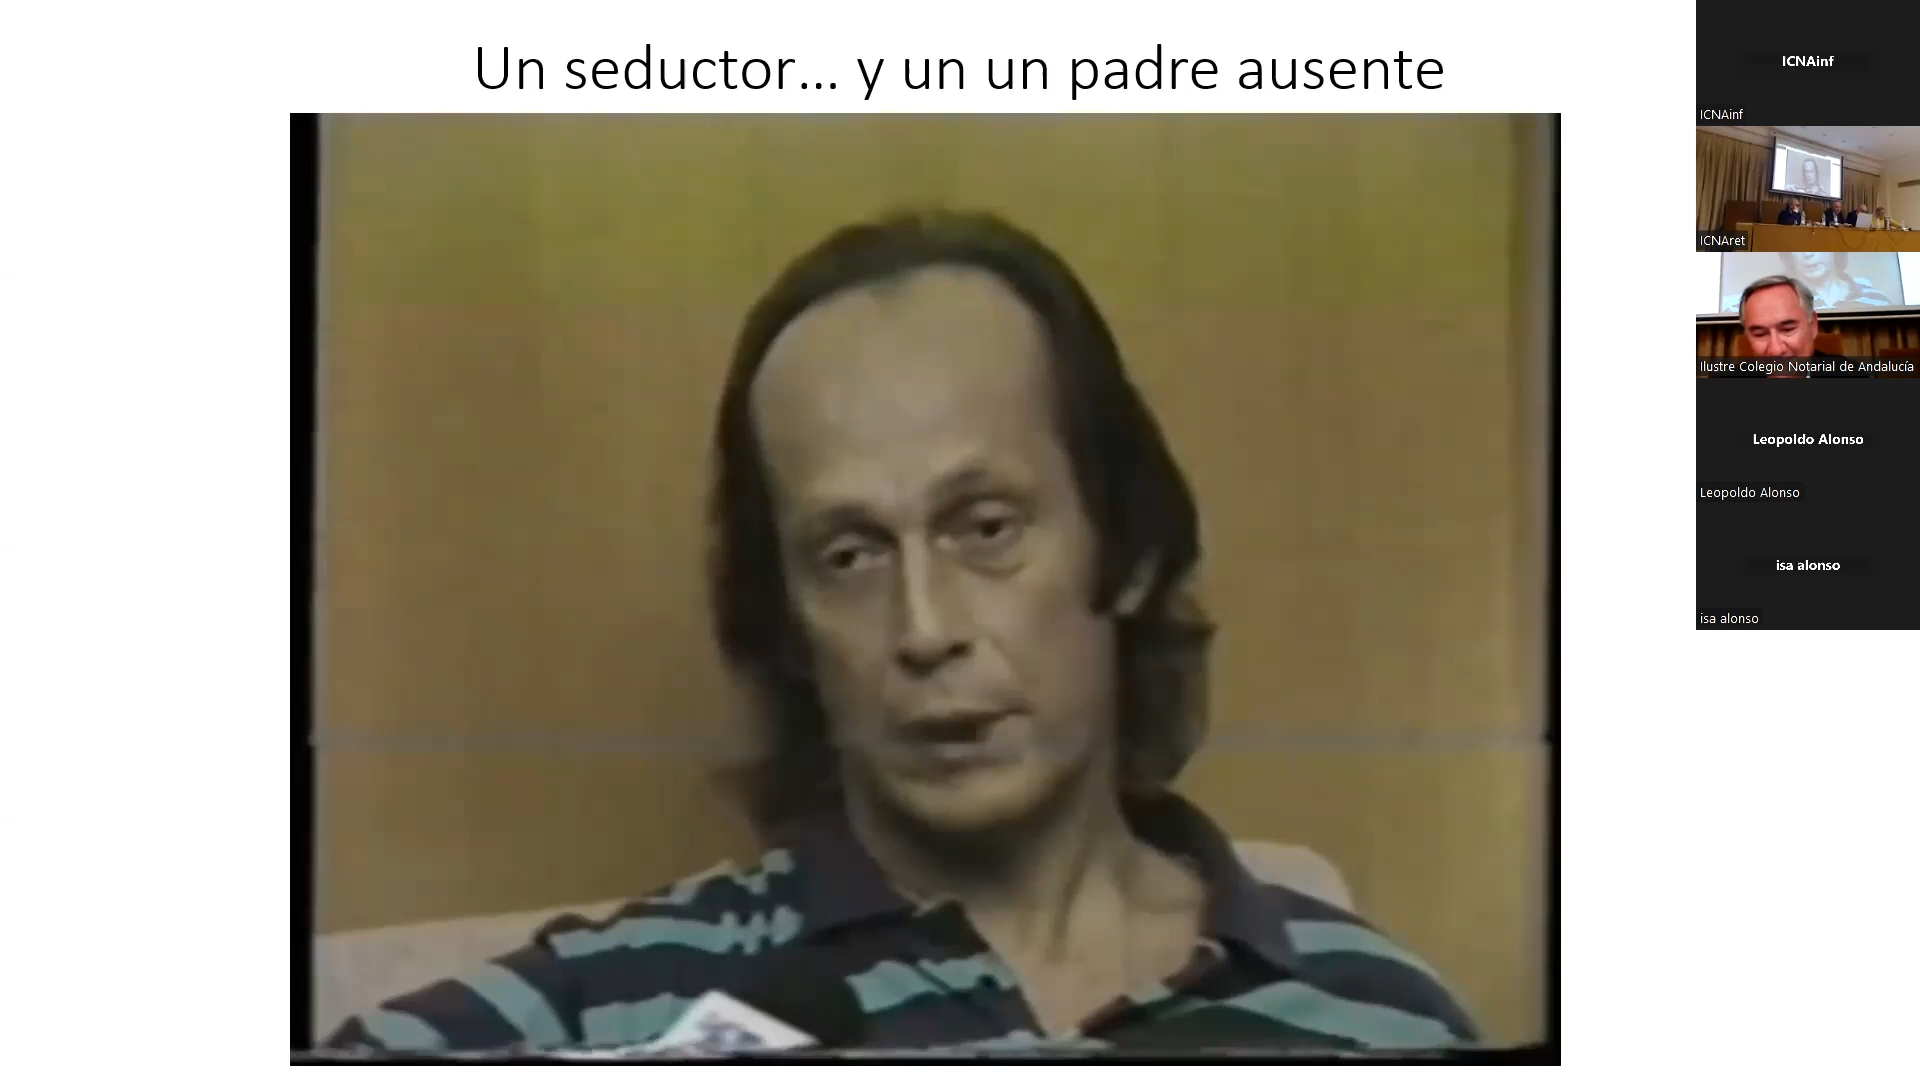 Un seductor... y un un padre ausente
ICNAinf
ICNAinf
ICNAret
Ilustre Colegio Notarial de Andalucía
Leopoldo Alonso
Leopoldo Alonso
isa alonso
isa alonso